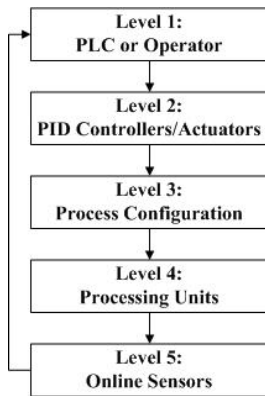 Level 1:
PLC or Operator
Level 2:
PID Controllers/Actuators
Level 3:
Process Configuration
Level 4:
Processing Units
Level 5:
Online Sensors